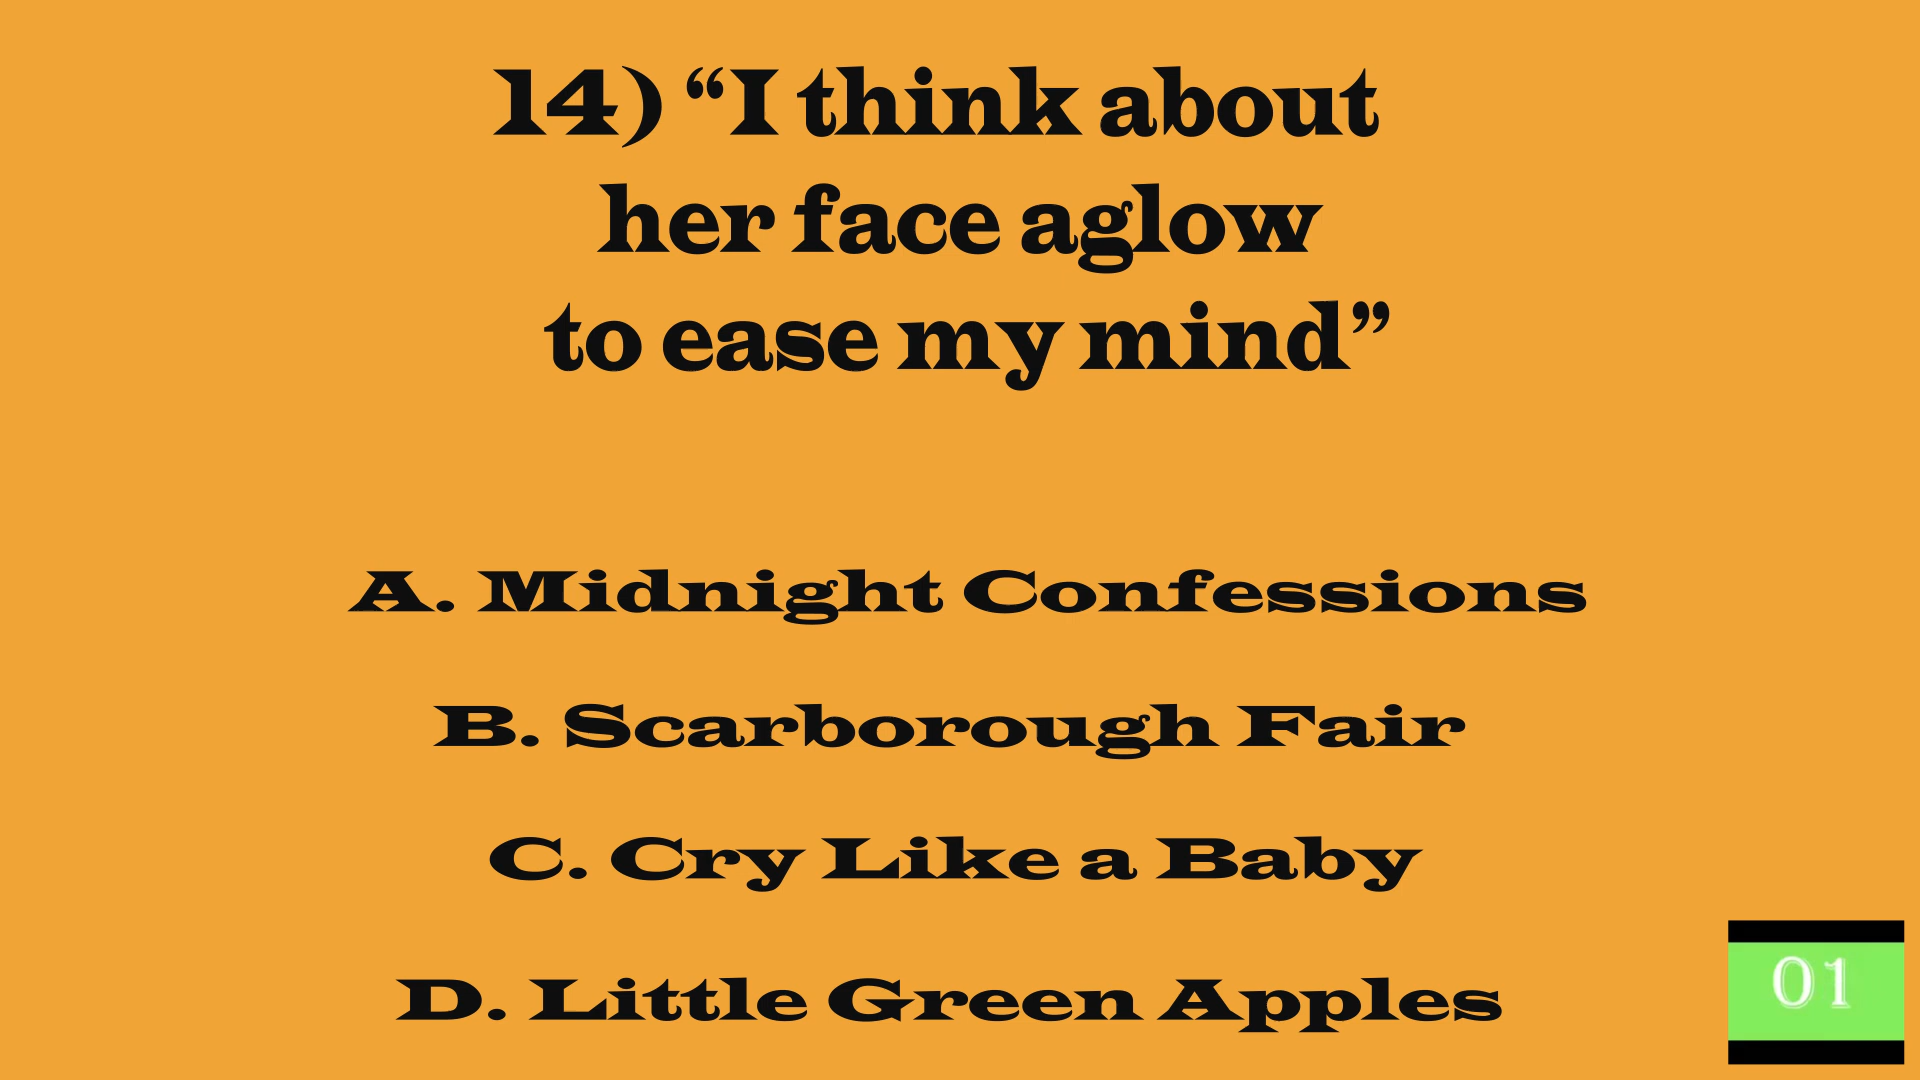 14) “I think about
her face aglow
to ease my mind”
A. Midnight Confessions
B. Scarborough Fair
C. Cry Like a Baby
D. Little Green Apples
01